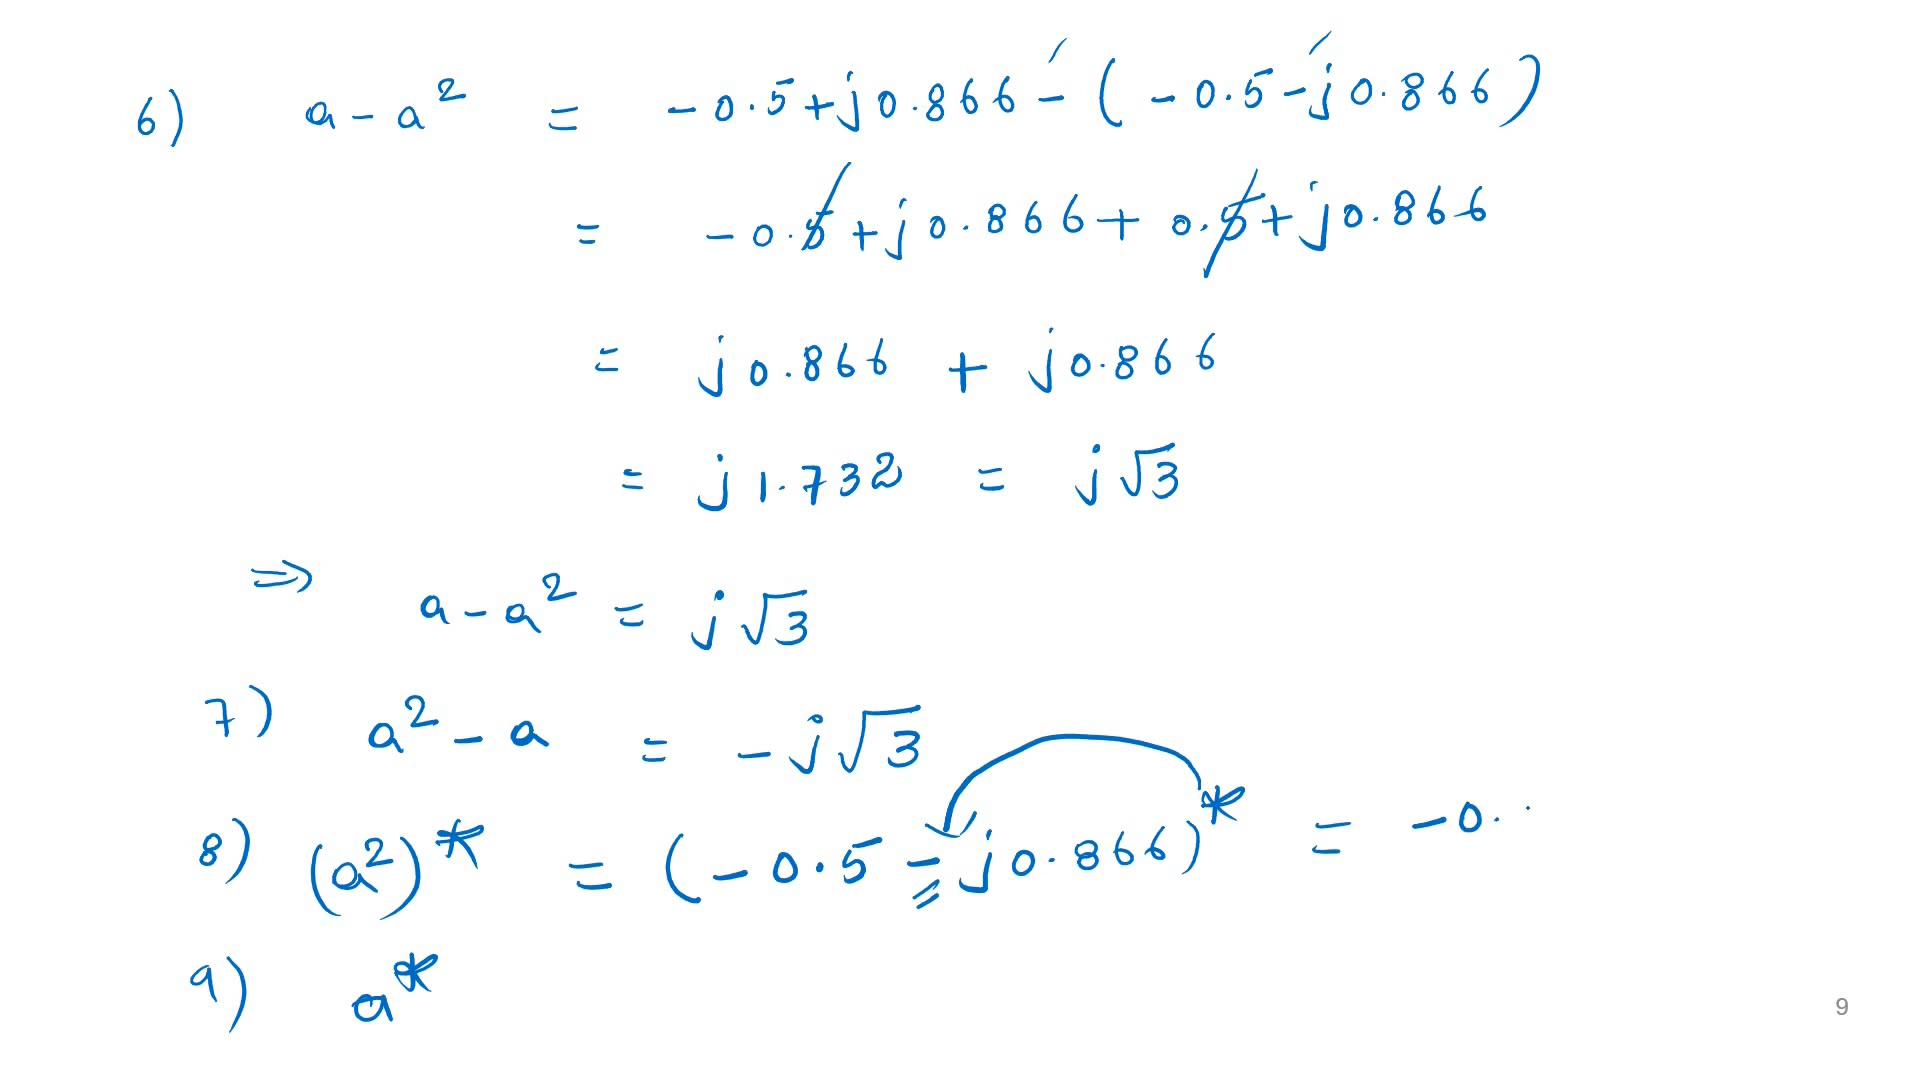 6) a - a² = -0.5+j0.866 - (-0.5-j0.866)
= -0.5+j0.866+0.5+j0.866
= j0.866 + j0.866
= j1.732 = j√3
⇒ a - a² = j√3
7) a² - a = -j√3
8) (a²)* = (-0.5 - j0.866)* = -0.
9) a*
9